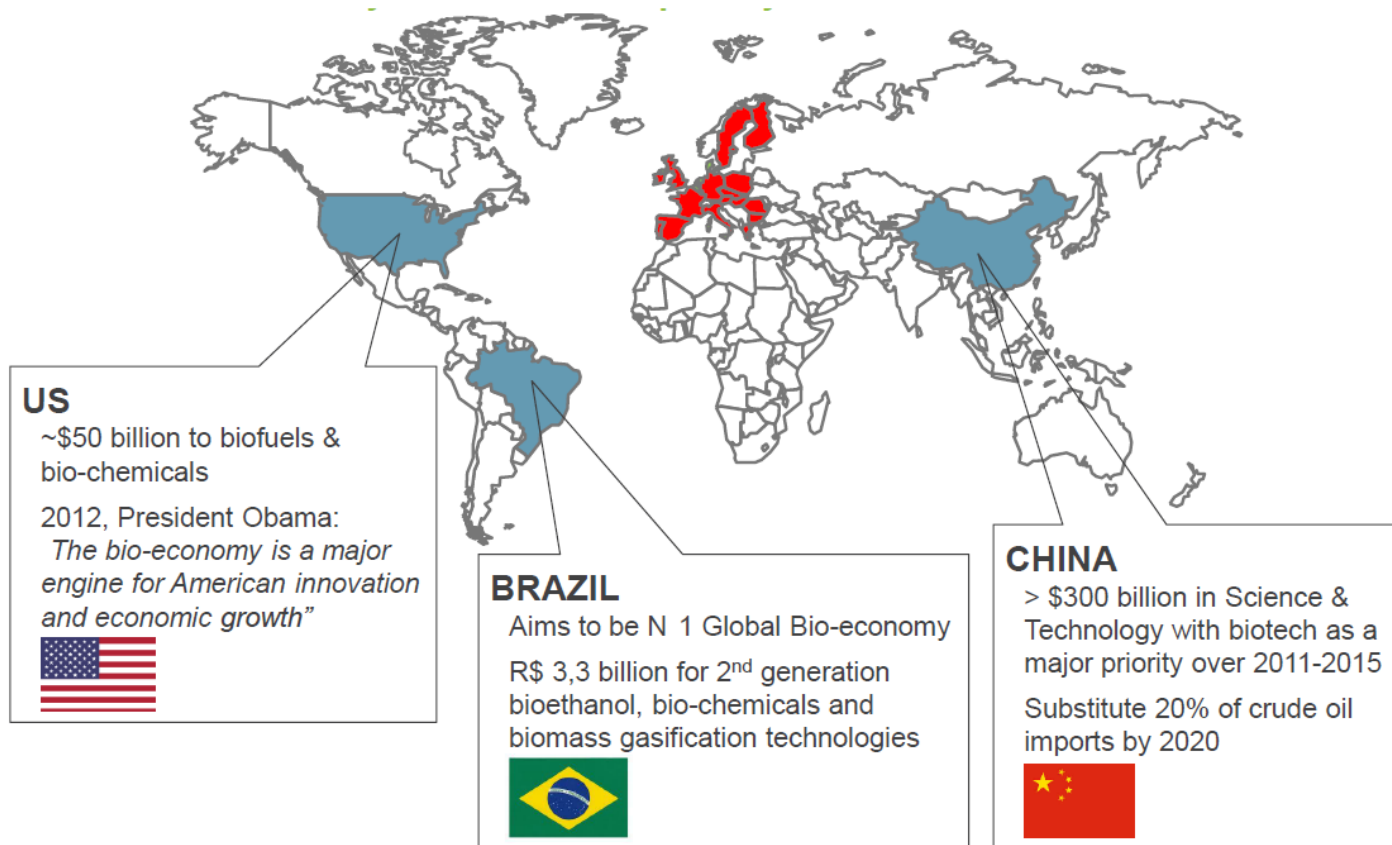 US
~$50 billion to biofuels &
bio-chemicals
2012, President Obama:
The bio-economy is a major
engine for American innovation
and economic growth”
BRAZIL
Aims to be N 1 Global Bio-economy
R$ 3,3 billion for 2nd generation
bioethanol, bio-chemicals and
biomass gasification technologies
CHINA
> $300 billion in Science &
Technology with biotech as a
major priority over 2011-2015
Substitute 20% of crude oil
imports by 2020